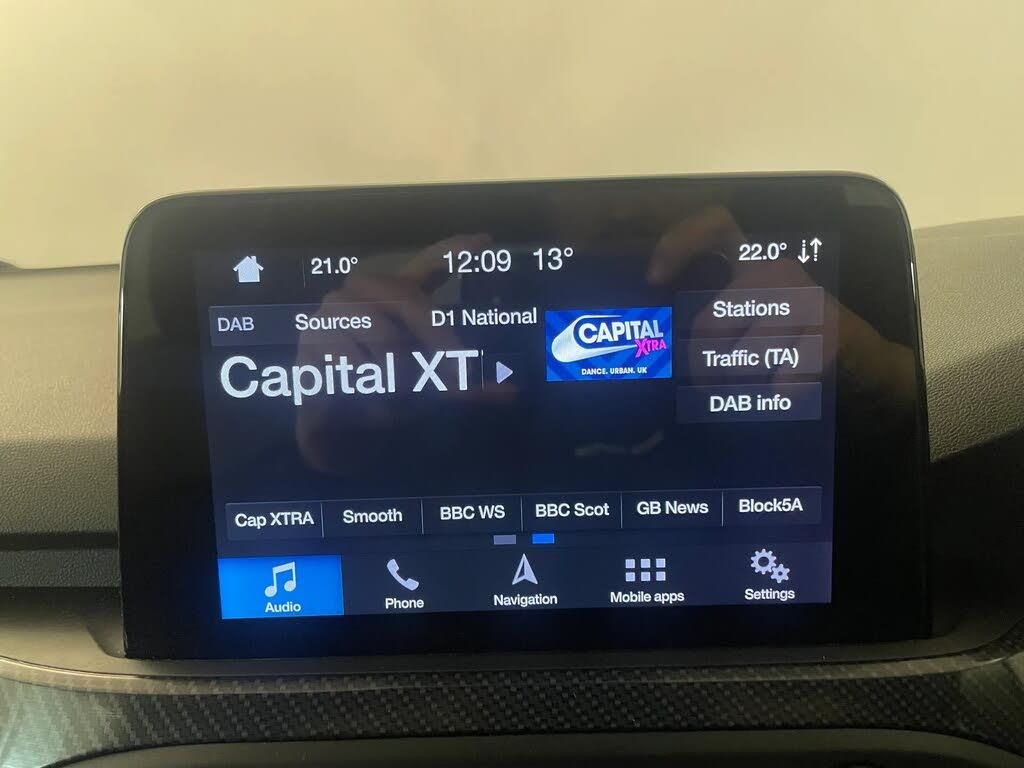 21.0° 12:09 13° 22.0°
DAB Sources D1 National
Capital XT
CAPITAL
XTRA
DANCE. URBAN. UK
Stations
Traffic (TA)
DAB info
Cap XTRA Smooth BBC WS BBC Scot GB News Block5A
Audio Phone Navigation Mobile apps Settings